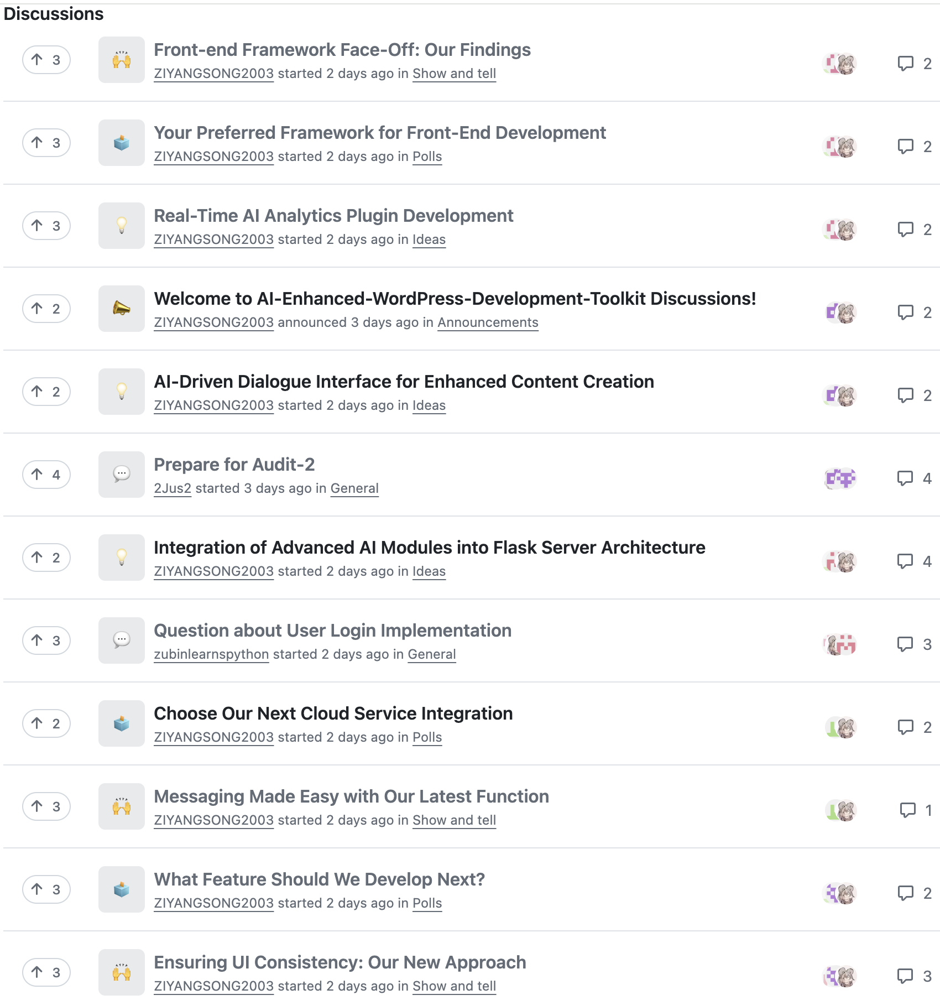 Discussions
3
Front-end Framework Face-Off: Our Findings
2
ZIYANGSONG2003 started 2 days ago in Show and tell
3
Your Preferred Framework for Front-End Development
2
ZIYANGSONG2003 started 2 days ago in Polls
3
Real-Time AI Analytics Plugin Development
2
ZIYANGSONG2003 started 2 days ago in Ideas
2
Welcome to AI-Enhanced-WordPress-Development-Toolkit Discussions!
2
ZIYANGSONG2003 announced 3 days ago in Announcements
2
AI-Driven Dialogue Interface for Enhanced Content Creation
2
ZIYANGSONG2003 started 2 days ago in Ideas
4
Prepare for Audit-2
4
2Jus2 started 3 days ago in General
2
Integration of Advanced AI Modules into Flask Server Architecture
4
ZIYANGSONG2003 started 2 days ago in Ideas
3
Question about User Login Implementation
3
zubinlearnspython started 2 days ago in General
2
Choose Our Next Cloud Service Integration
2
ZIYANGSONG2003 started 2 days ago in Polls
3
Messaging Made Easy with Our Latest Function
1
ZIYANGSONG2003 started 2 days ago in Show and tell
3
What Feature Should We Develop Next?
2
ZIYANGSONG2003 started 2 days ago in Polls
3
Ensuring UI Consistency: Our New Approach
3
ZIYANGSONG2003 started 2 days ago in Show and tell